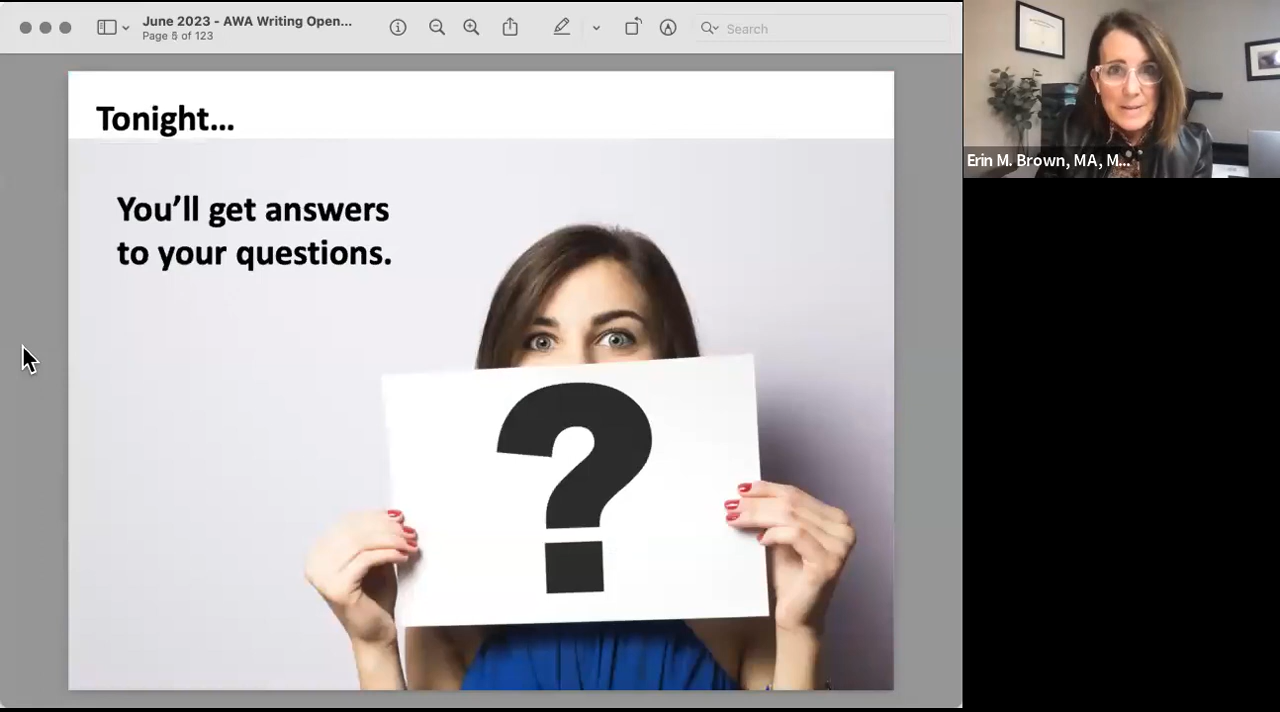 June 2023 - AWA Writing Open...
Page 5 of 123
Search
Tonight...
You'll get answers
to your questions.
?
Erin M. Brown, MA, M...